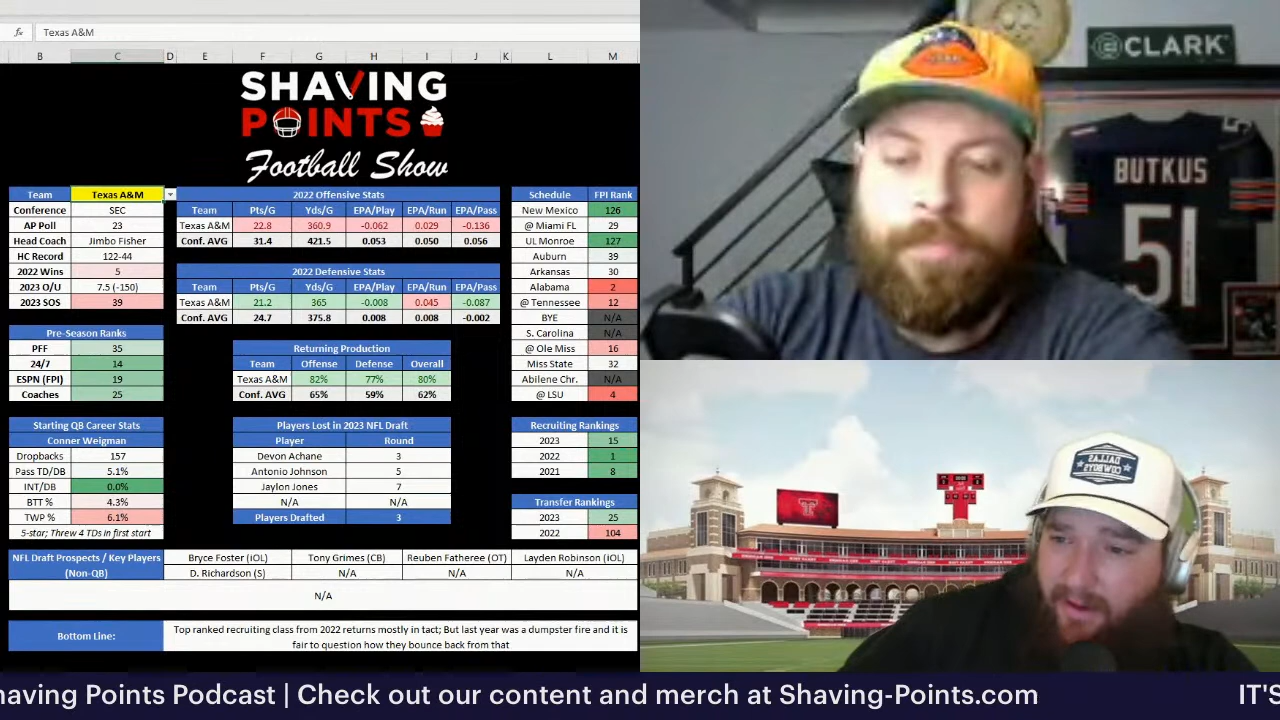 fx Texas A&M
B C D E F G H I J K L M
SHAVING
POINTS
Football Show
Team Texas A&M
Conference SEC
AP Poll 23
Head Coach Jimbo Fisher
HC Record 122-44
2022 Wins 5
2023 O/U 7.5 (-150)
2023 SOS 39
Pre-Season Ranks
PFF 35
24/7 14
ESPN (FPI) 19
Coaches 25
Starting QB Career Stats
Conner Weigman
Dropbacks 157
Pass TD/DB 5.1%
INT/DB 0.0%
BTT % 4.3%
TWP % 6.1%
5-star; Threw 4 TDs in first start
2022 Offensive Stats
Team Pts/G Yds/G EPA/Play EPA/Run EPA/Pass
Texas A&M 22.8 360.9 -0.062 0.029 -0.136
Conf. AVG 31.4 421.5 0.053 0.050 0.056
2022 Defensive Stats
Team Pts/G Yds/G EPA/Play EPA/Run EPA/Pass
Texas A&M 21.2 365 -0.008 0.045 -0.087
Conf. AVG 24.7 375.8 0.008 0.008 -0.002
Returning Production
Team Offense Defense Overall
Texas A&M 82% 77% 80%
Conf. AVG 65% 59% 62%
Players Lost in 2023 NFL Draft
Player Round
Devon Achane 3
Antonio Johnson 5
Jaylon Jones 7
N/A N/A
Players Drafted 3
Schedule FPI Rank
New Mexico 126
@ Miami FL 29
UL Monroe 127
Auburn 39
Arkansas 30
Alabama 2
@ Tennessee 12
BYE N/A
S. Carolina N/A
@ Ole Miss 16
Miss State 32
Abilene Chr. N/A
@ LSU 4
Recruiting Rankings
2023 15
2022 1
2021 8
Transfer Rankings
2023 25
2022 104
NFL Draft Prospects / Key Players
(Non-QB)
Bryce Foster (iOL) Tony Grimes (CB) Reuben Fatheree (OT) Layden Robinson (iOL)
D. Richardson (S) N/A N/A N/A
N/A
Bottom Line:
Top ranked recruiting class from 2022 returns mostly in tact; But last year was a dumpster fire and it is
fair to question how they bounce back from that
CLARK
BUTKUS
51
5
DALLAS
COWBOYS
having Points Podcast | Check out our content and merch at Shaving-Points.com IT'S